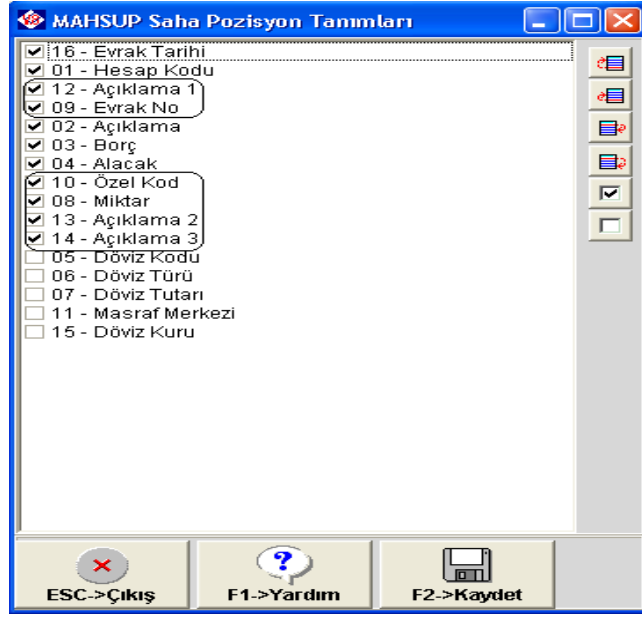 MAHSUP Saha Pozisyon Tanımları
16 - Evrak Tarihi
01 - Hesap Kodu
12 - Açıklama 1
09 - Evrak No
02 - Açıklama
03 - Borç
04 - Alacak
10 - Özel Kod
08 - Miktar
13 - Açıklama 2
14 - Açıklama 3
05 - Döviz Kodu
06 - Döviz Türü
07 - Döviz Tutarı
11 - Masraf Merkezi
15 - Döviz Kuru
ESC->Çıkış
F1->Yardım
F2->Kaydet